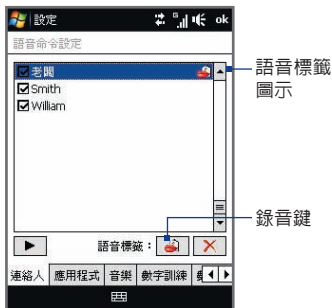 設定 ok
語音命令設定
老闆
Smith
William
語音標籤：
連絡人 應用程式 音樂 數字訓練
語音標籤
圖示
錄音鍵